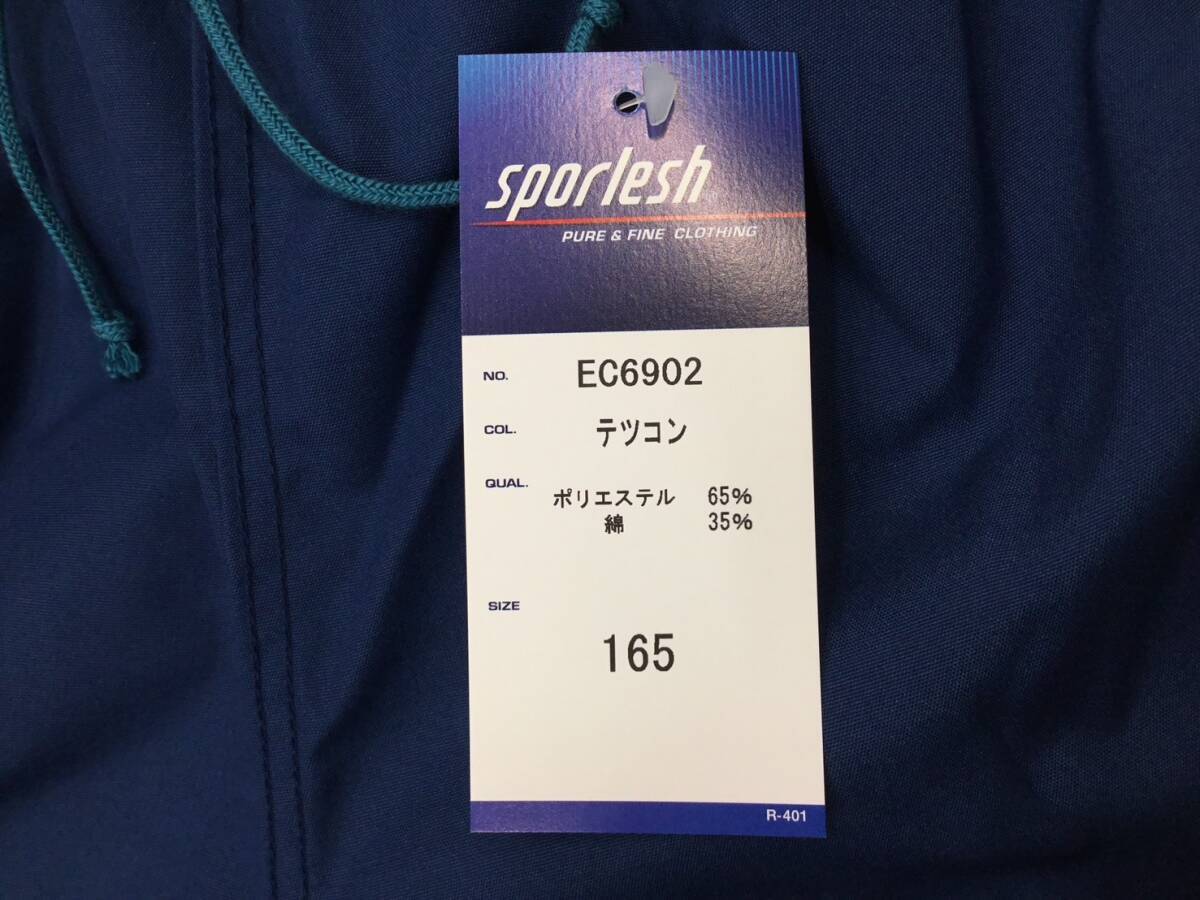 sporlesh
PURE & FINE CLOTHING
NO. EC6902
COL. テツコン
QUAL. ポリエステル 65%
綿 35%
SIZE
165
R-401